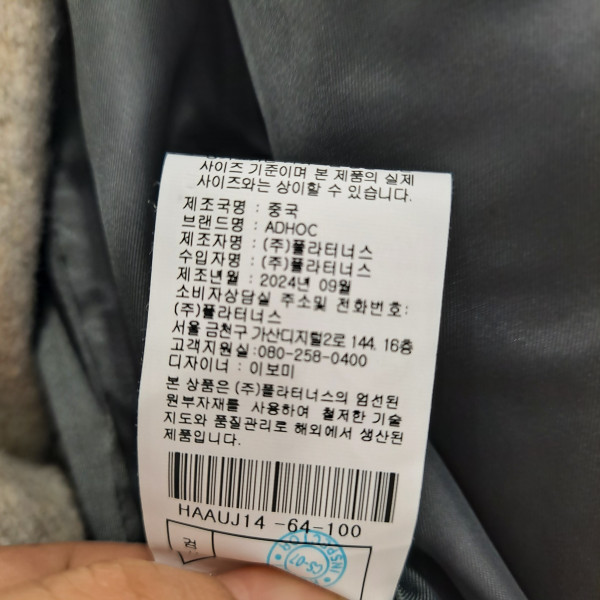 사이즈 기준이며 본 제품의 실제
사이즈와는 상이할 수 있습니다.
제조국명 : 중국
브랜드명 : ADHOC
제조자명 : (주)풀라터너스
수입자명 : (주)풀라터너스
제조년월 : 2024년 09월
소비자상담실 주소및 전화번호:
(주)풀라터너스
서울 금천구 가산디지털2로 144. 16층
고객지원실:080-258-0400
디자이너 : 이보미
본 상품은 (주)풀라터너스의 엄선된
원부자재를 사용하여 철저한 기술
지도와 품질관리로 해외에서 생산된
제품입니다.
HAAUJ14 -64-100
검
CS-07